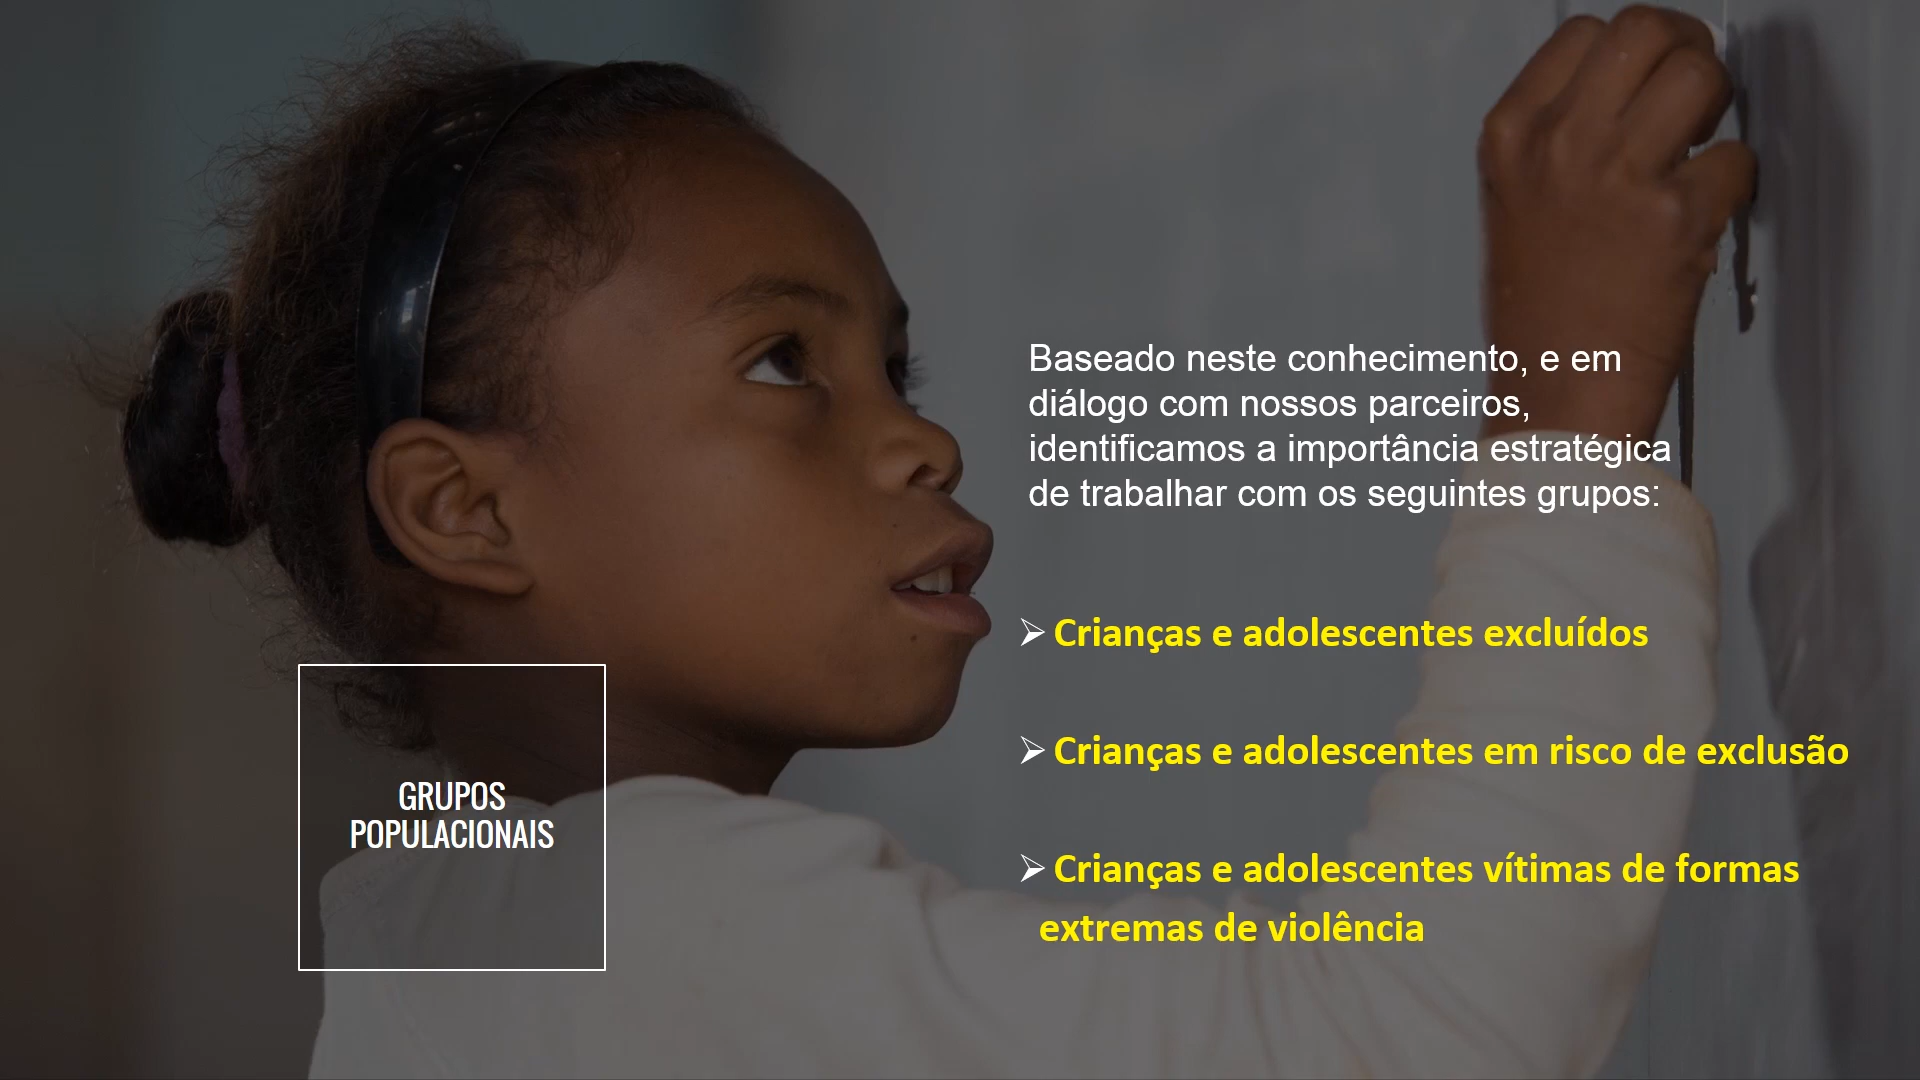 Baseado neste conhecimento, e em
diálogo com nossos parceiros,
identificamos a importância estratégica
de trabalhar com os seguintes grupos:
➢ Crianças e adolescentes excluídos
➢ Crianças e adolescentes em risco de exclusão
➢ Crianças e adolescentes vítimas de formas
extremas de violência
GRUPOS
POPULACIONAIS